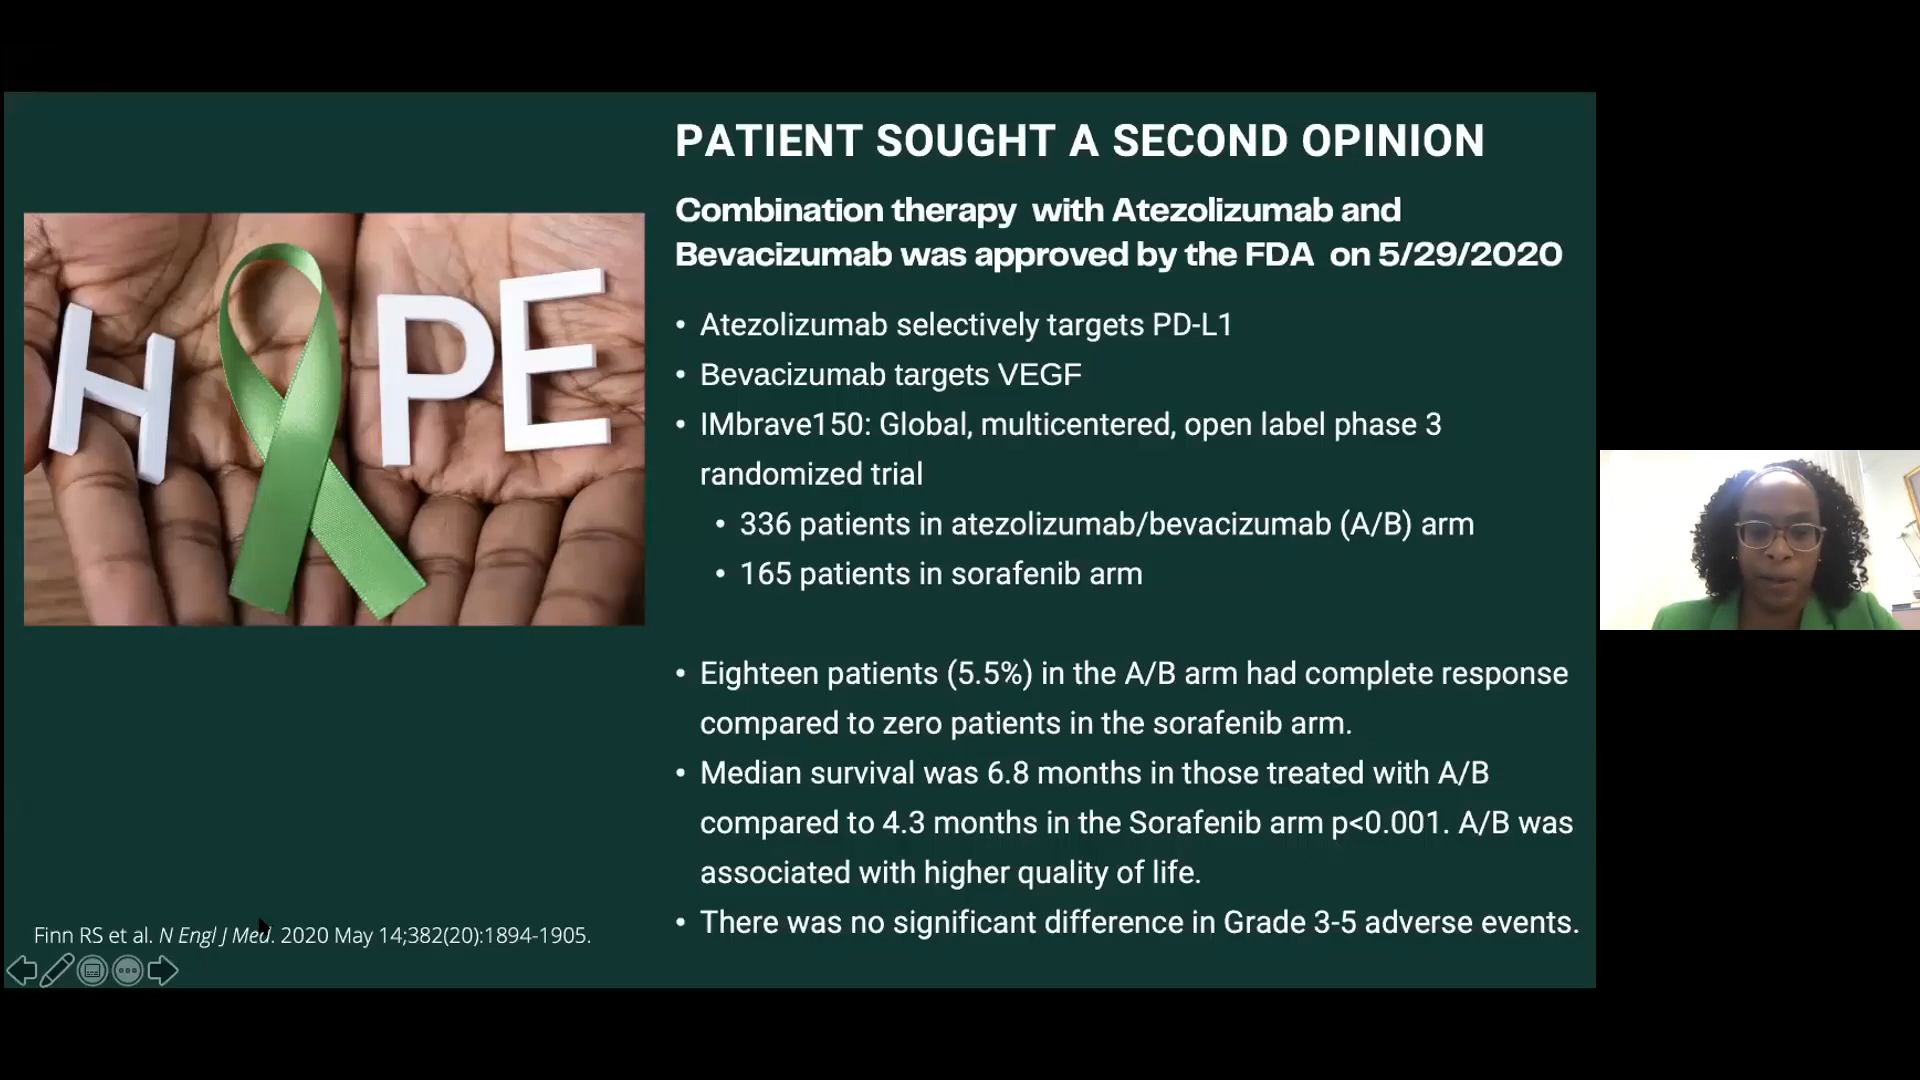 PATIENT SOUGHT A SECOND OPINION
Combination therapy with Atezolizumab and
Bevacizumab was approved by the FDA on 5/29/2020
H PE
• Atezolizumab selectively targets PD-L1
• Bevacizumab targets VEGF
• IMbrave150: Global, multicentered, open label phase 3
randomized trial
• 336 patients in atezolizumab/bevacizumab (A/B) arm
• 165 patients in sorafenib arm
• Eighteen patients (5.5%) in the A/B arm had complete response
compared to zero patients in the sorafenib arm.
• Median survival was 6.8 months in those treated with A/B
compared to 4.3 months in the Sorafenib arm p<0.001. A/B was
associated with higher quality of life.
• There was no significant difference in Grade 3-5 adverse events.
Finn RS et al. N Engl J Med. 2020 May 14;382(20):1894-1905.